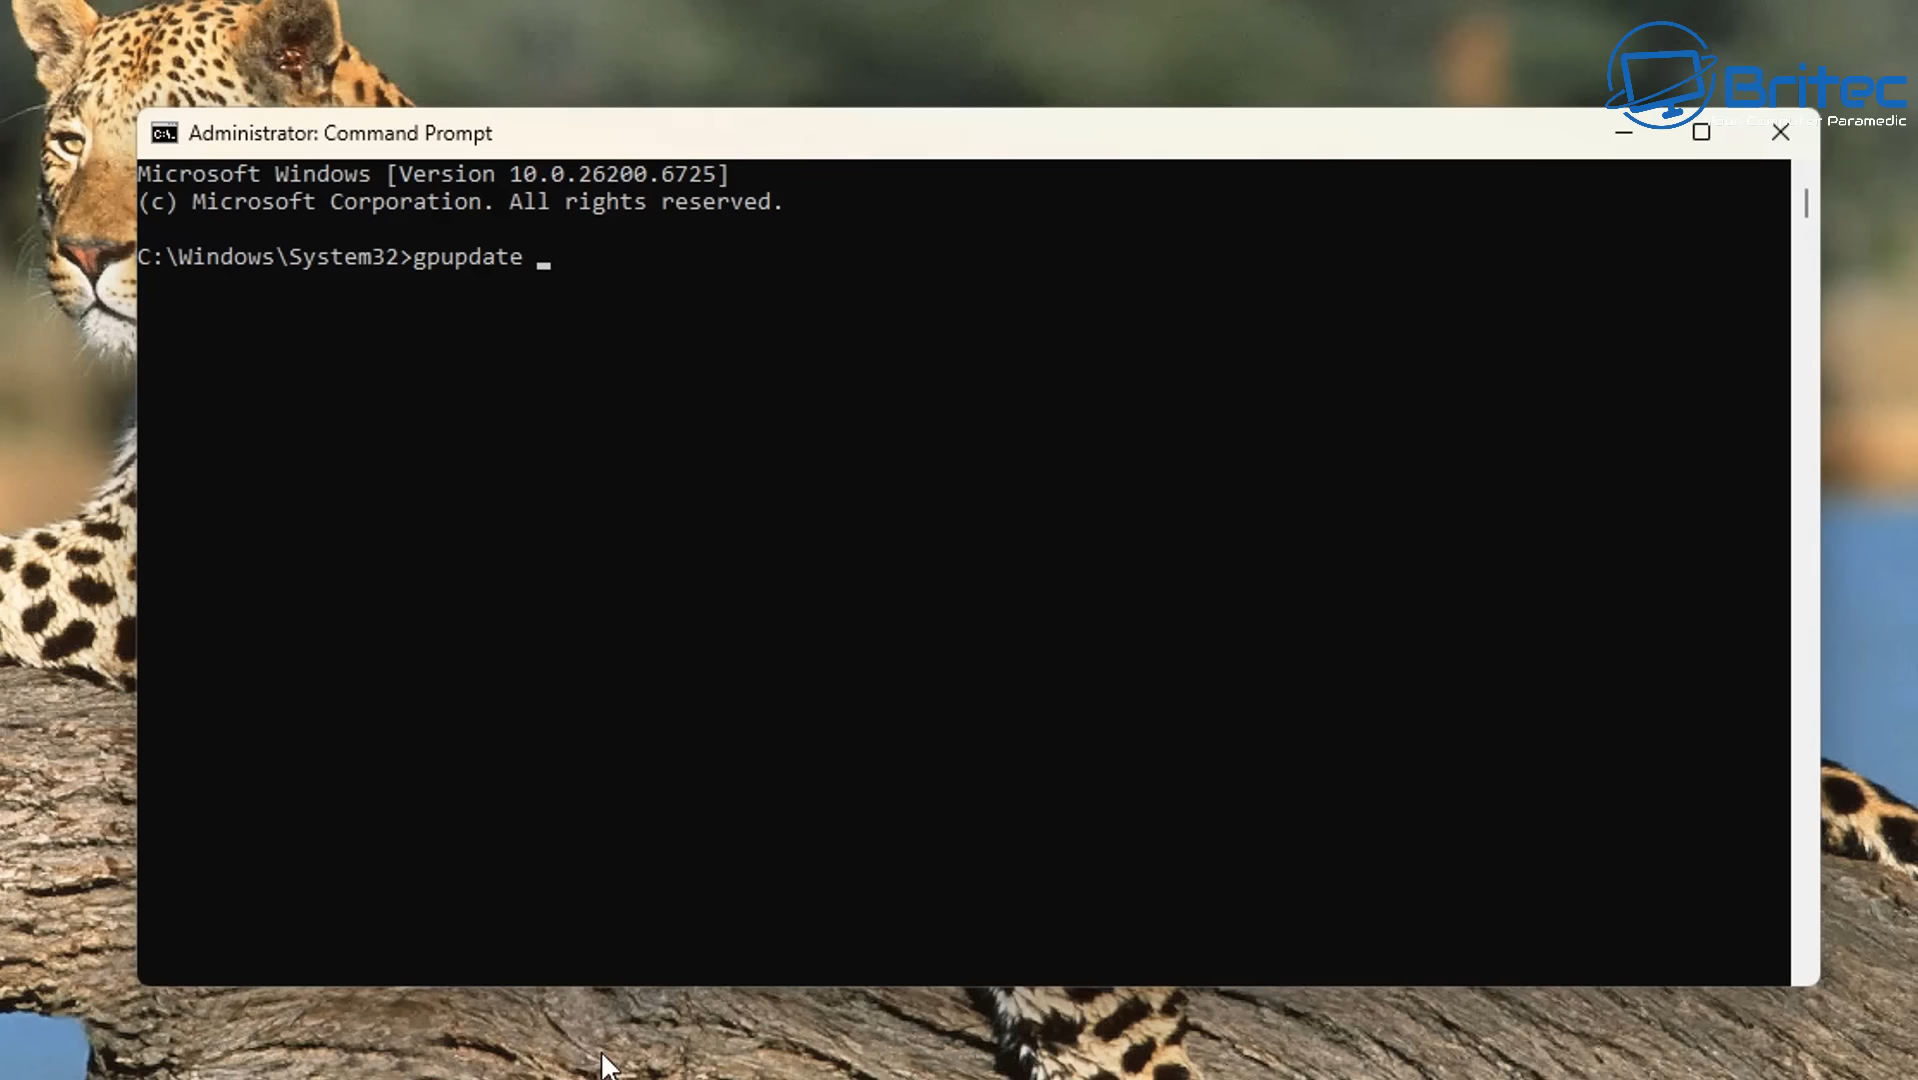 Britec
Computer Paramedic
Administrator: Command Prompt
Microsoft Windows [Version 10.0.26200.6725]
(c) Microsoft Corporation. All rights reserved.
C:\Windows\System32>gpupdate